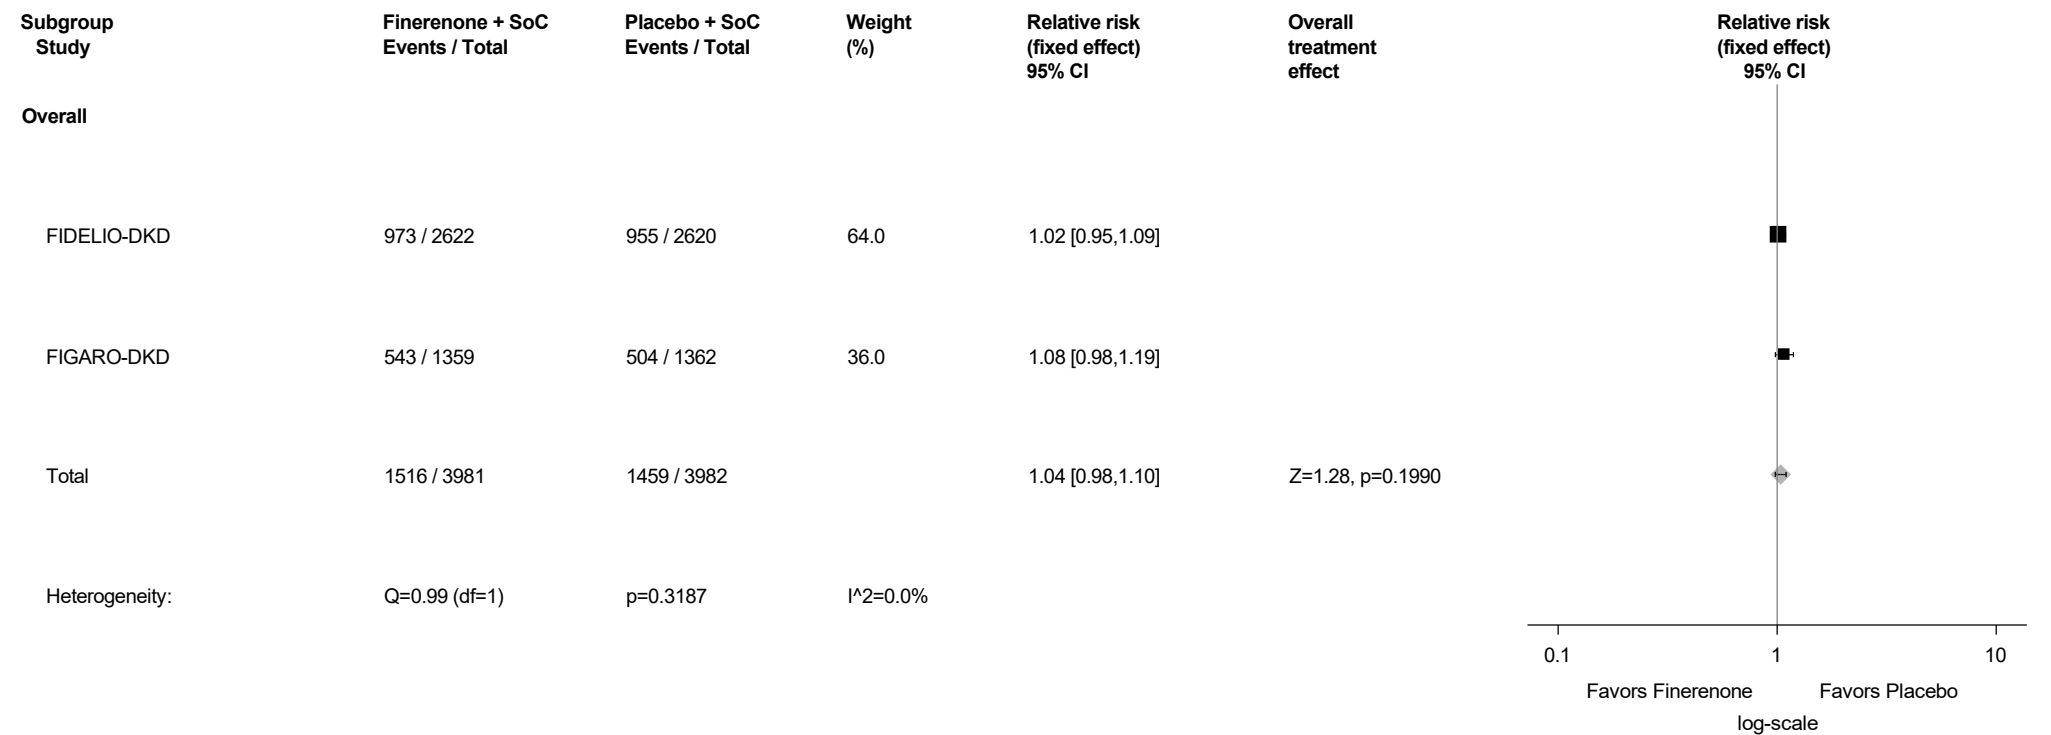 Subgroup Finerenone + SoC Placebo + SoC Weight Relative risk Overall Relative risk
Study Events / Total Events / Total (%) (fixed effect) treatment (fixed effect)
95% CI effect 95% CI
Overall
FIDELIO-DKD 973 / 2622 955 / 2620 64.0 1.02 [0.95,1.09]
FIGARO-DKD 543 / 1359 504 / 1362 36.0 1.08 [0.98,1.19]
Total 1516 / 3981 1459 / 3982 1.04 [0.98,1.10] Z=1.28, p=0.1990
Heterogeneity: Q=0.99 (df=1) p=0.3187 I^2=0.0%
0.1 1 10
Favors Finerenone Favors Placebo
log-scale